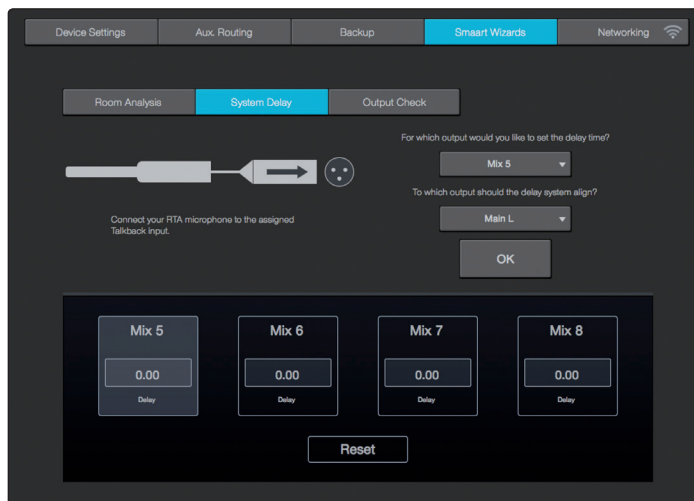 Device Settings
Aux. Routing
Backup
Smaart Wizards
Networking
Room Analysis
System Delay
Output Check
For which output would you like to set the delay time?
Mix 5
To which output should the delay system align?
Main L
OK
Connect your RTA microphone to the assigned
Talkback input.
Mix 5
Mix 6
Mix 7
Mix 8
0.00
0.00
0.00
0.00
Delay
Delay
Delay
Delay
Reset